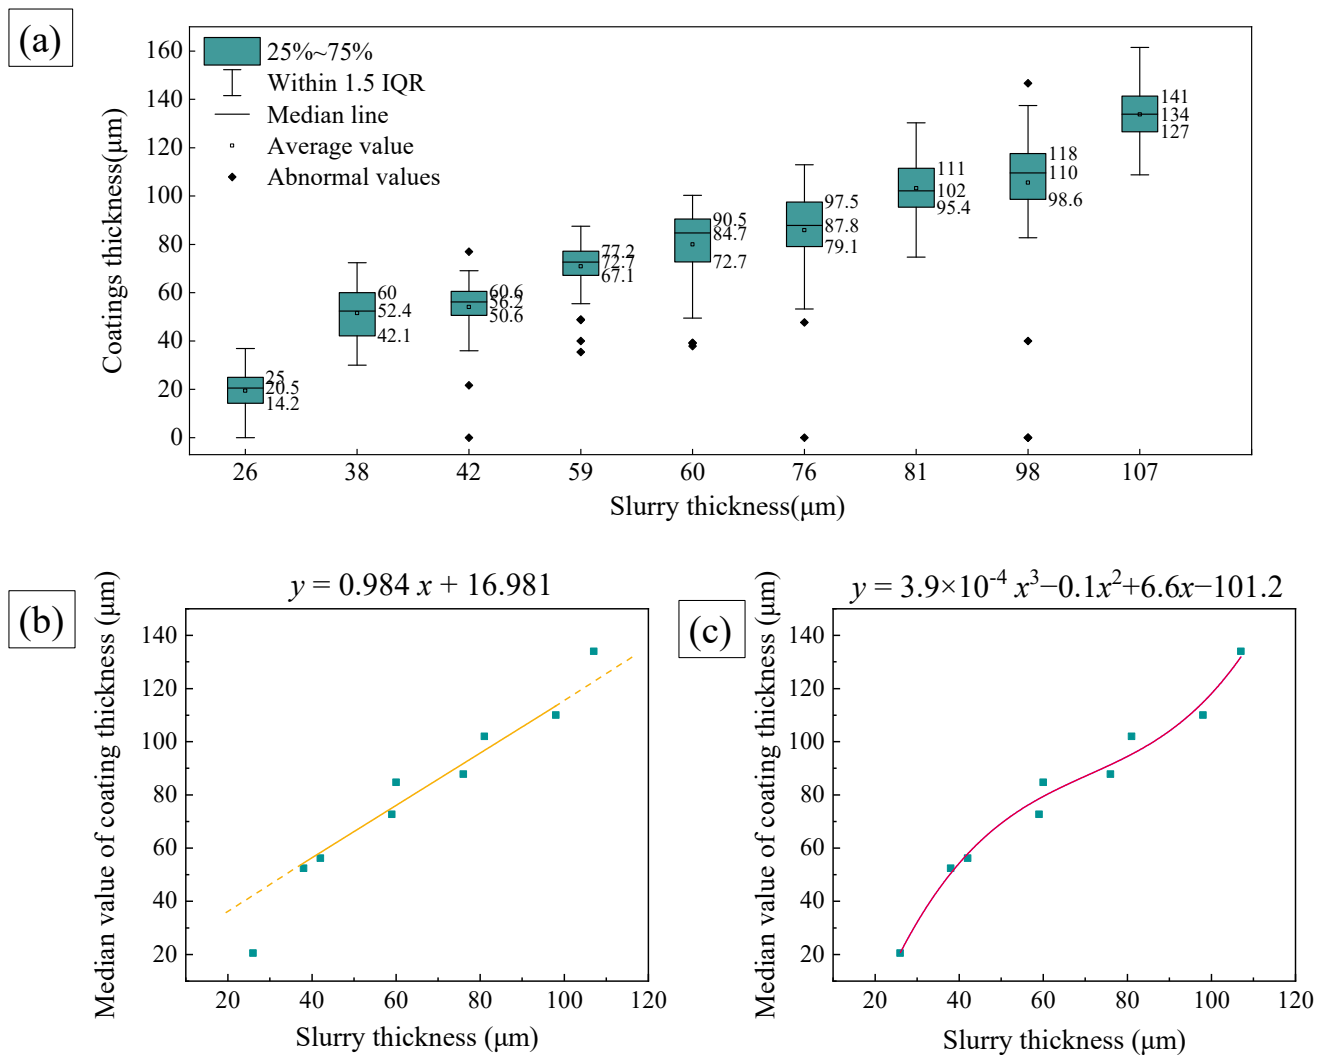 (a)
Coatings thickness(μm)
160
140
120
100
80
60
40
20
0
25%~75%
Within 1.5 IQR
Median line
Average value
Abnormal values
25
20.5
14.2
60
52.4
42.1
60.6
56.2
50.6
77.2
72.7
67.1
90.5
84.7
72.7
97.5
87.8
79.1
111
102
95.4
118
110
98.6
141
134
127
26 38 42 59 60 76 81 98 107
Slurry thickness(μm)
(b)
y = 0.984 x + 16.981
Median value of coating thickness (μm)
140
120
100
80
60
40
20
20 40 60 80 100 120
Slurry thickness (μm)
(c)
y = 3.9×10⁻⁴ x³−0.1x²+6.6x−101.2
Median value of coating thickness (μm)
140
120
100
80
60
40
20
20 40 60 80 100 120
Slurry thickness (μm)